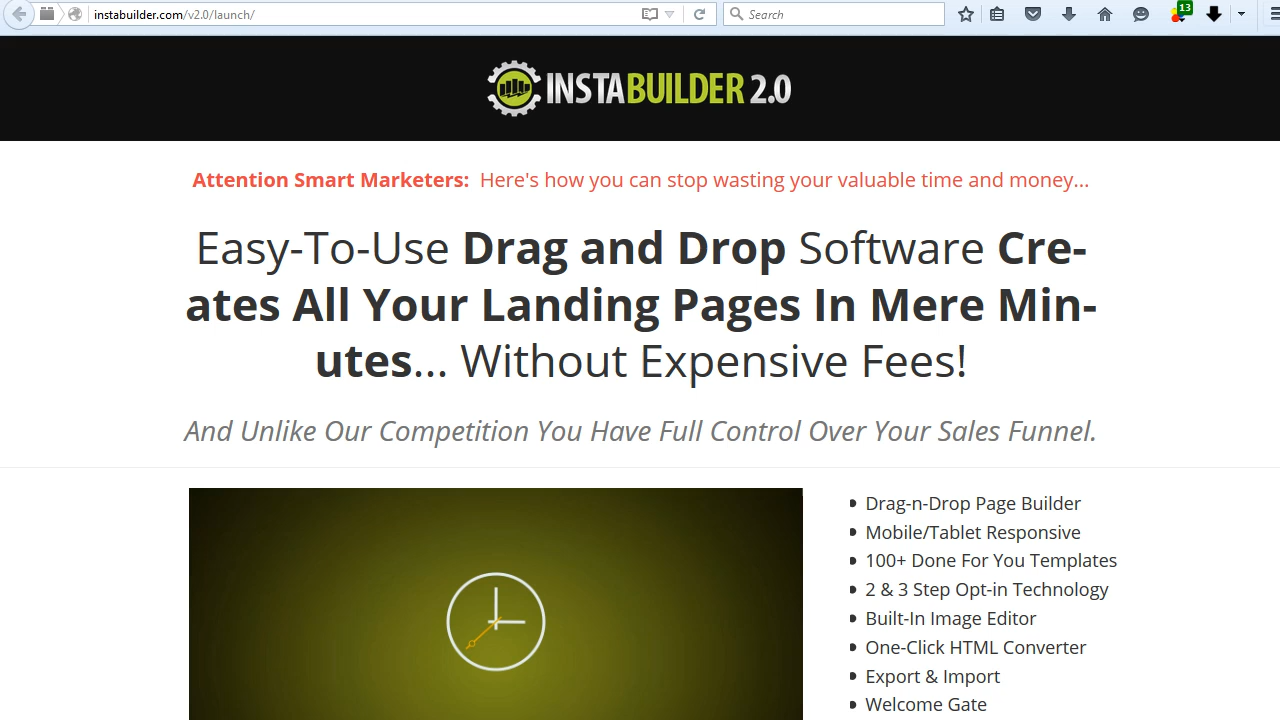 instabuilder.com/v2.0/launch/
Search
13
INSTABUILDER 2.0
Attention Smart Marketers: Here's how you can stop wasting your valuable time and money...
Easy-To-Use Drag and Drop Software Cre-
ates All Your Landing Pages In Mere Min-
utes... Without Expensive Fees!
And Unlike Our Competition You Have Full Control Over Your Sales Funnel.
Drag-n-Drop Page Builder
Mobile/Tablet Responsive
100+ Done For You Templates
2 & 3 Step Opt-in Technology
Built-In Image Editor
One-Click HTML Converter
Export & Import
Welcome Gate